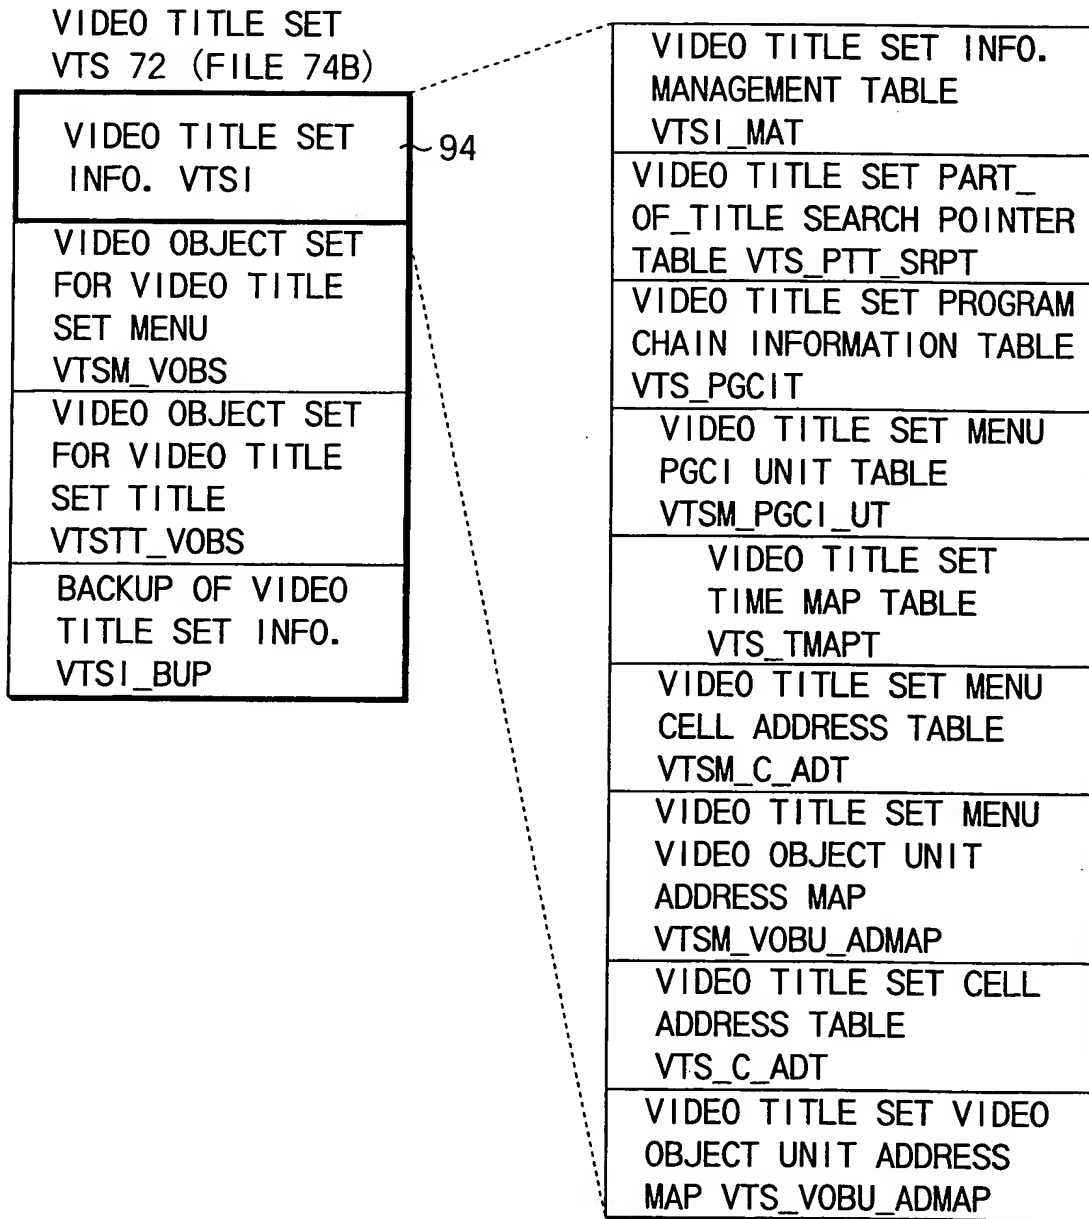 VIDEO TITLE SET
VTS 72 (FILE 74B)
VIDEO TITLE SET
INFO. VTSI
94
VIDEO OBJECT SET
FOR VIDEO TITLE
SET MENU
VTSM_VOBS
VIDEO OBJECT SET
FOR VIDEO TITLE
SET TITLE
VTSTT_VOBS
BACKUP OF VIDEO
TITLE SET INFO.
VTSI_BUP
VIDEO TITLE SET INFO.
MANAGEMENT TABLE
VTSI_MAT
VIDEO TITLE SET PART_
OF_TITLE SEARCH POINTER
TABLE VTS_PTT_SRPT
VIDEO TITLE SET PROGRAM
CHAIN INFORMATION TABLE
VTS_PGCIT
VIDEO TITLE SET MENU
PGCI UNIT TABLE
VTSM_PGCI_UT
VIDEO TITLE SET
TIME MAP TABLE
VTS_TMAPT
VIDEO TITLE SET MENU
CELL ADDRESS TABLE
VTSM_C_ADT
VIDEO TITLE SET MENU
VIDEO OBJECT UNIT
ADDRESS MAP
VTSM_VOBU_ADMAP
VIDEO TITLE SET CELL
ADDRESS TABLE
VTS_C_ADT
VIDEO TITLE SET VIDEO
OBJECT UNIT ADDRESS
MAP VTS_VOBU_ADMAP